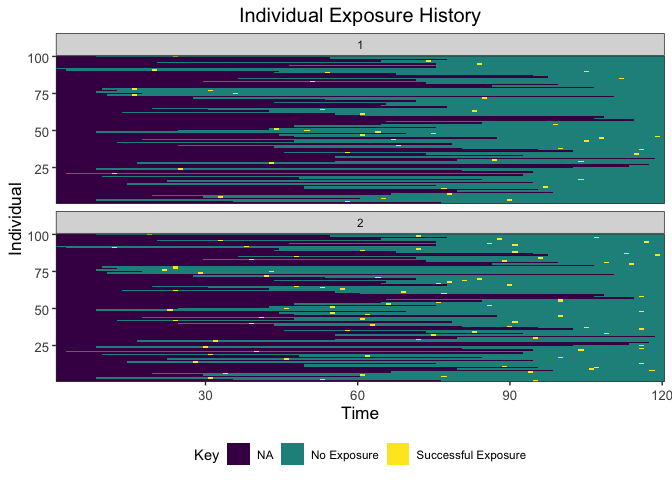 Individual Exposure History
1
100
75
50
25
2
100
75
50
25
Individual
30 60 90 120
Time
Key NA No Exposure Successful Exposure